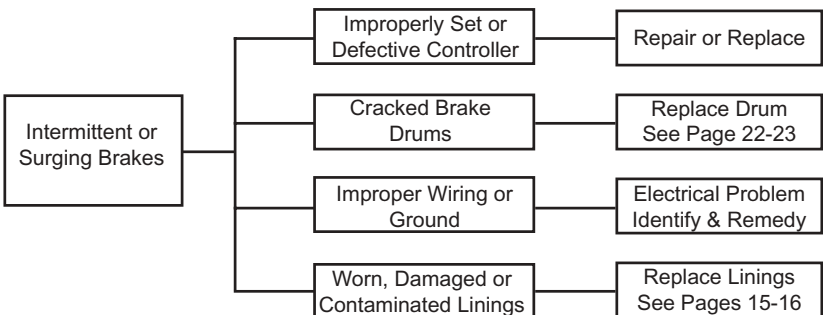 Intermittent or
Surging Brakes
Improperly Set or
Defective Controller
Repair or Replace
Cracked Brake
Drums
Replace Drum
See Page 22-23
Improper Wiring or
Ground
Electrical Problem
Identify & Remedy
Worn, Damaged or
Contaminated Linings
Replace Linings
See Pages 15-16